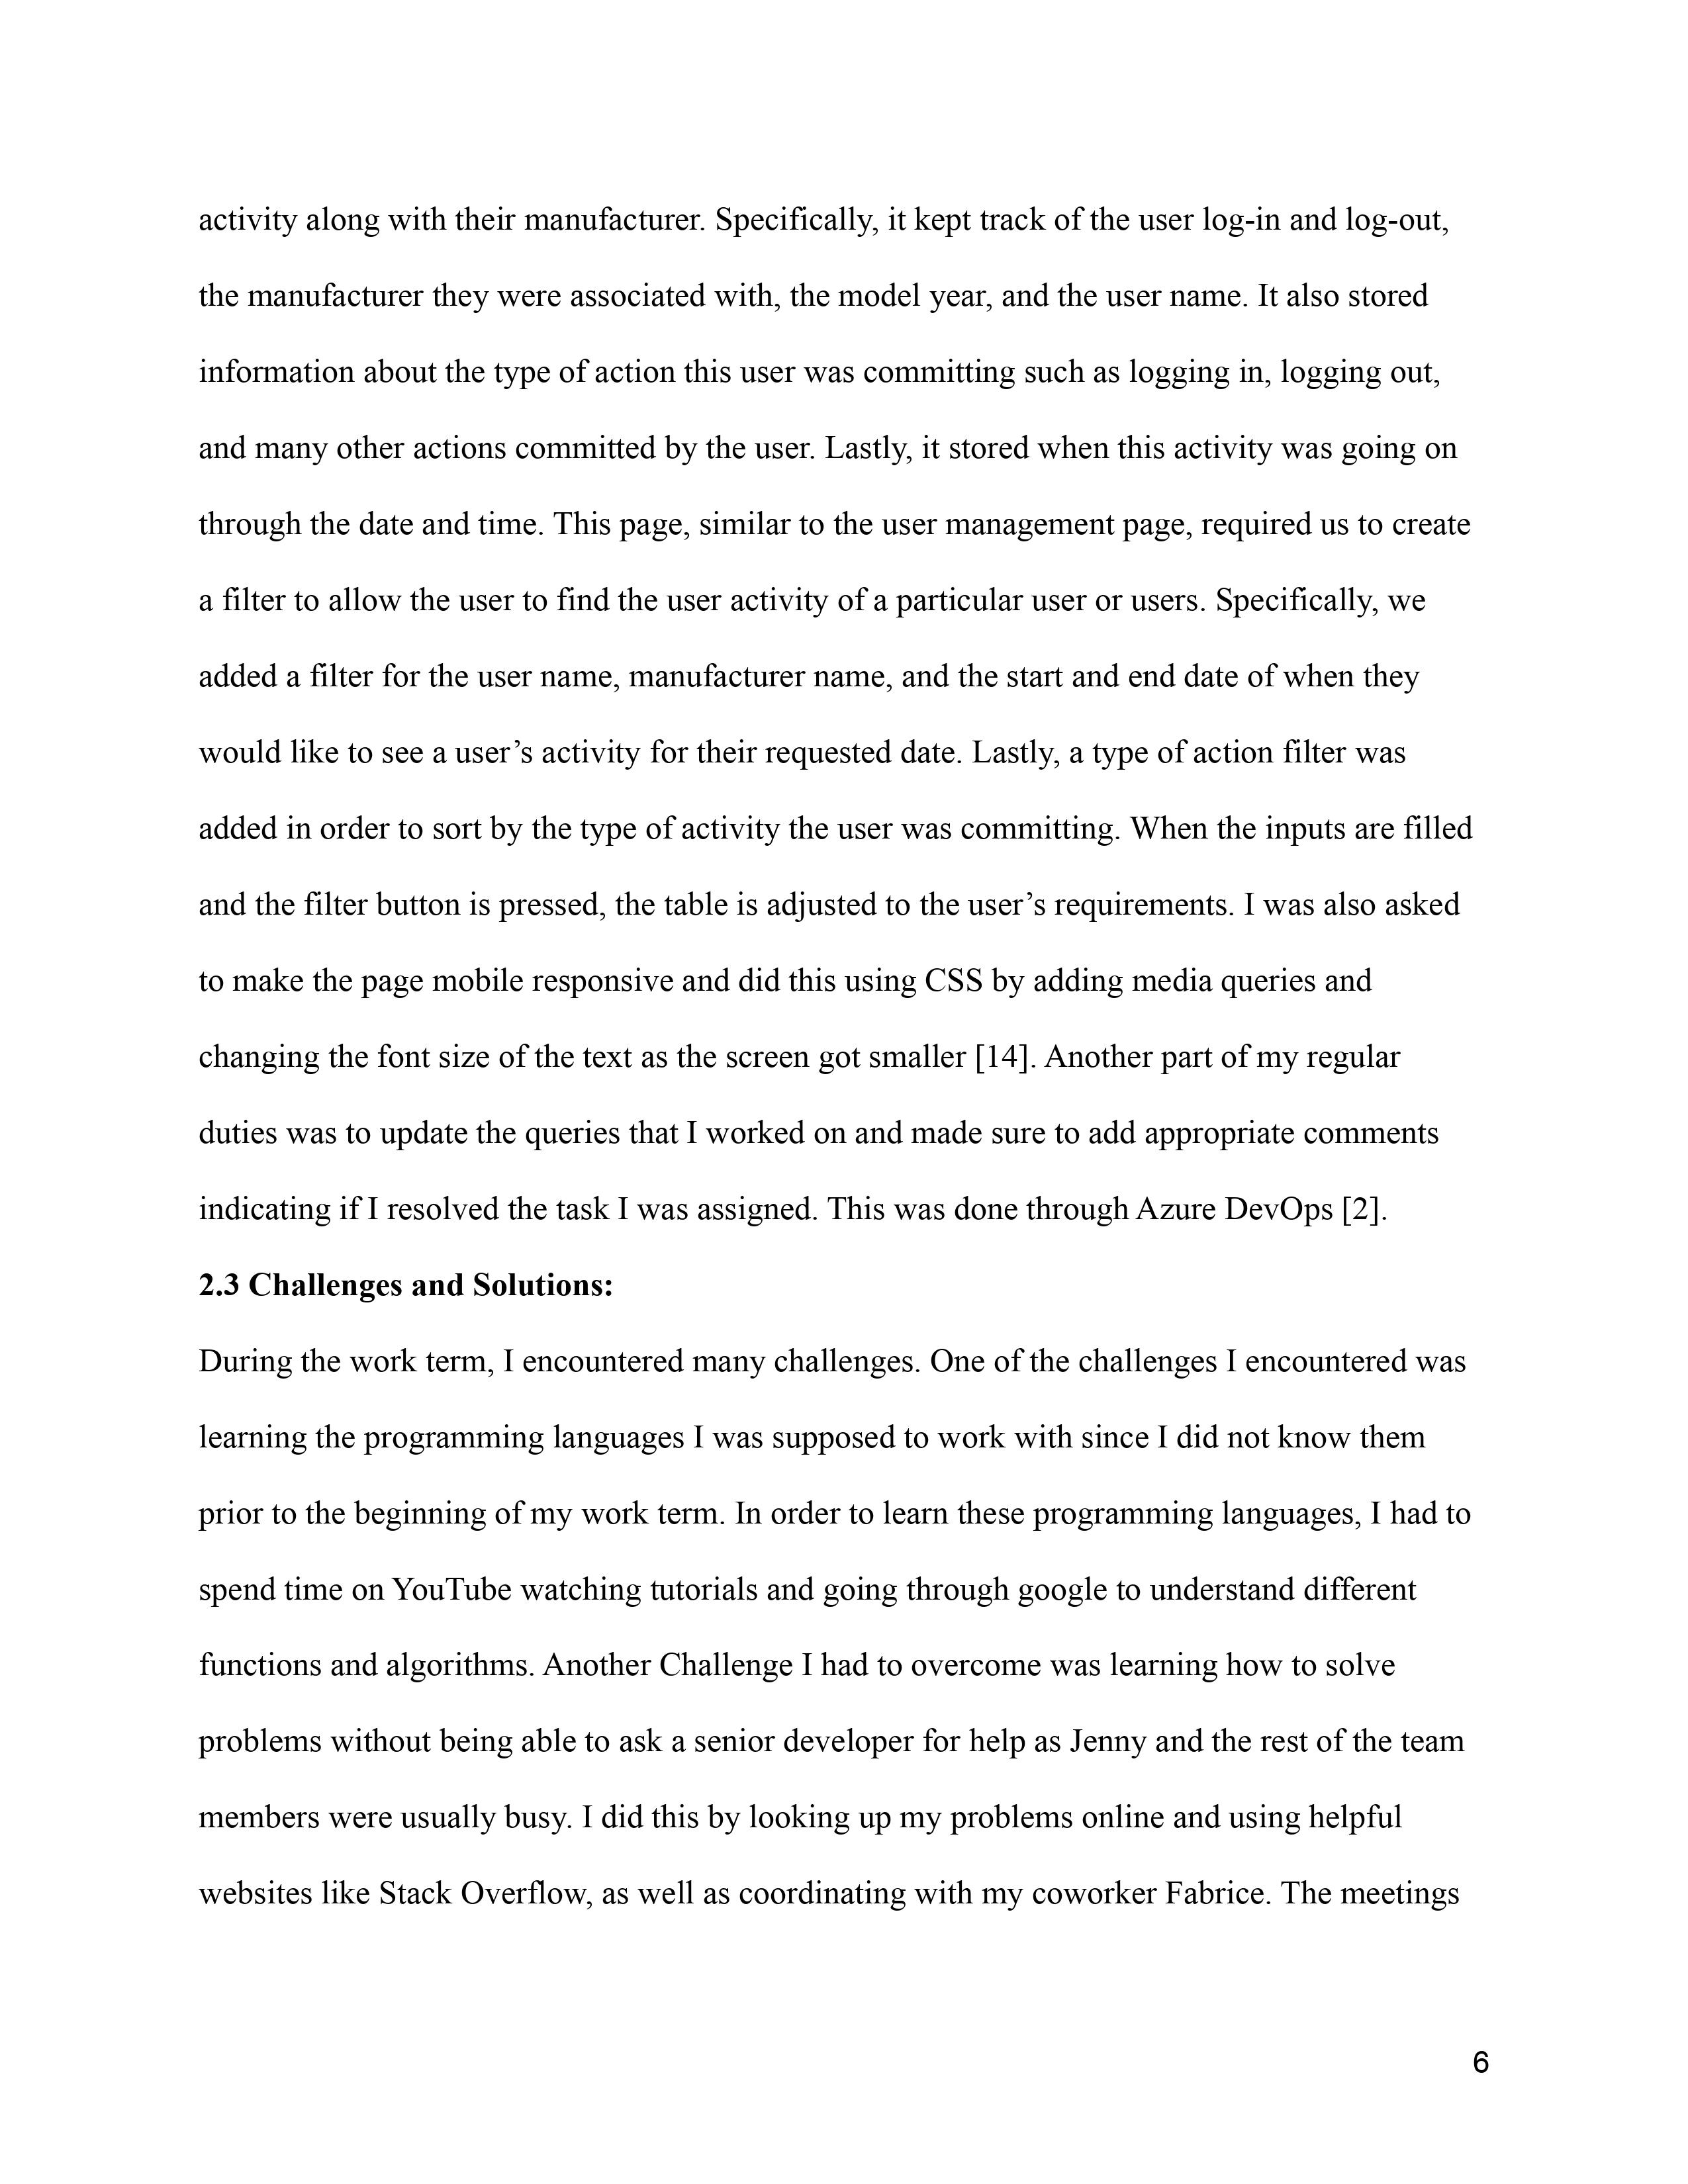 activity along with their manufacturer. Specifically, it kept track of the user log-in and log-out,
the manufacturer they were associated with, the model year, and the user name. It also stored
information about the type of action this user was committing such as logging in, logging out,
and many other actions committed by the user. Lastly, it stored when this activity was going on
through the date and time. This page, similar to the user management page, required us to create
a filter to allow the user to find the user activity of a particular user or users. Specifically, we
added a filter for the user name, manufacturer name, and the start and end date of when they
would like to see a user’s activity for their requested date. Lastly, a type of action filter was
added in order to sort by the type of activity the user was committing. When the inputs are filled
and the filter button is pressed, the table is adjusted to the user’s requirements. I was also asked
to make the page mobile responsive and did this using CSS by adding media queries and
changing the font size of the text as the screen got smaller [14]. Another part of my regular
duties was to update the queries that I worked on and made sure to add appropriate comments
indicating if I resolved the task I was assigned. This was done through Azure DevOps [2].
2.3 Challenges and Solutions:
During the work term, I encountered many challenges. One of the challenges I encountered was
learning the programming languages I was supposed to work with since I did not know them
prior to the beginning of my work term. In order to learn these programming languages, I had to
spend time on YouTube watching tutorials and going through google to understand different
functions and algorithms. Another Challenge I had to overcome was learning how to solve
problems without being able to ask a senior developer for help as Jenny and the rest of the team
members were usually busy. I did this by looking up my problems online and using helpful
websites like Stack Overflow, as well as coordinating with my coworker Fabrice. The meetings
6